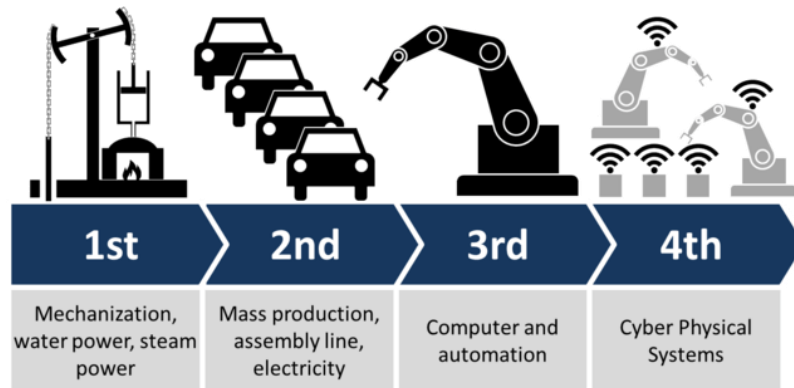 1st
2nd
3rd
4th
Mechanization,
water power, steam
power
Mass production,
assembly line,
electricity
Computer and
automation
Cyber Physical
Systems